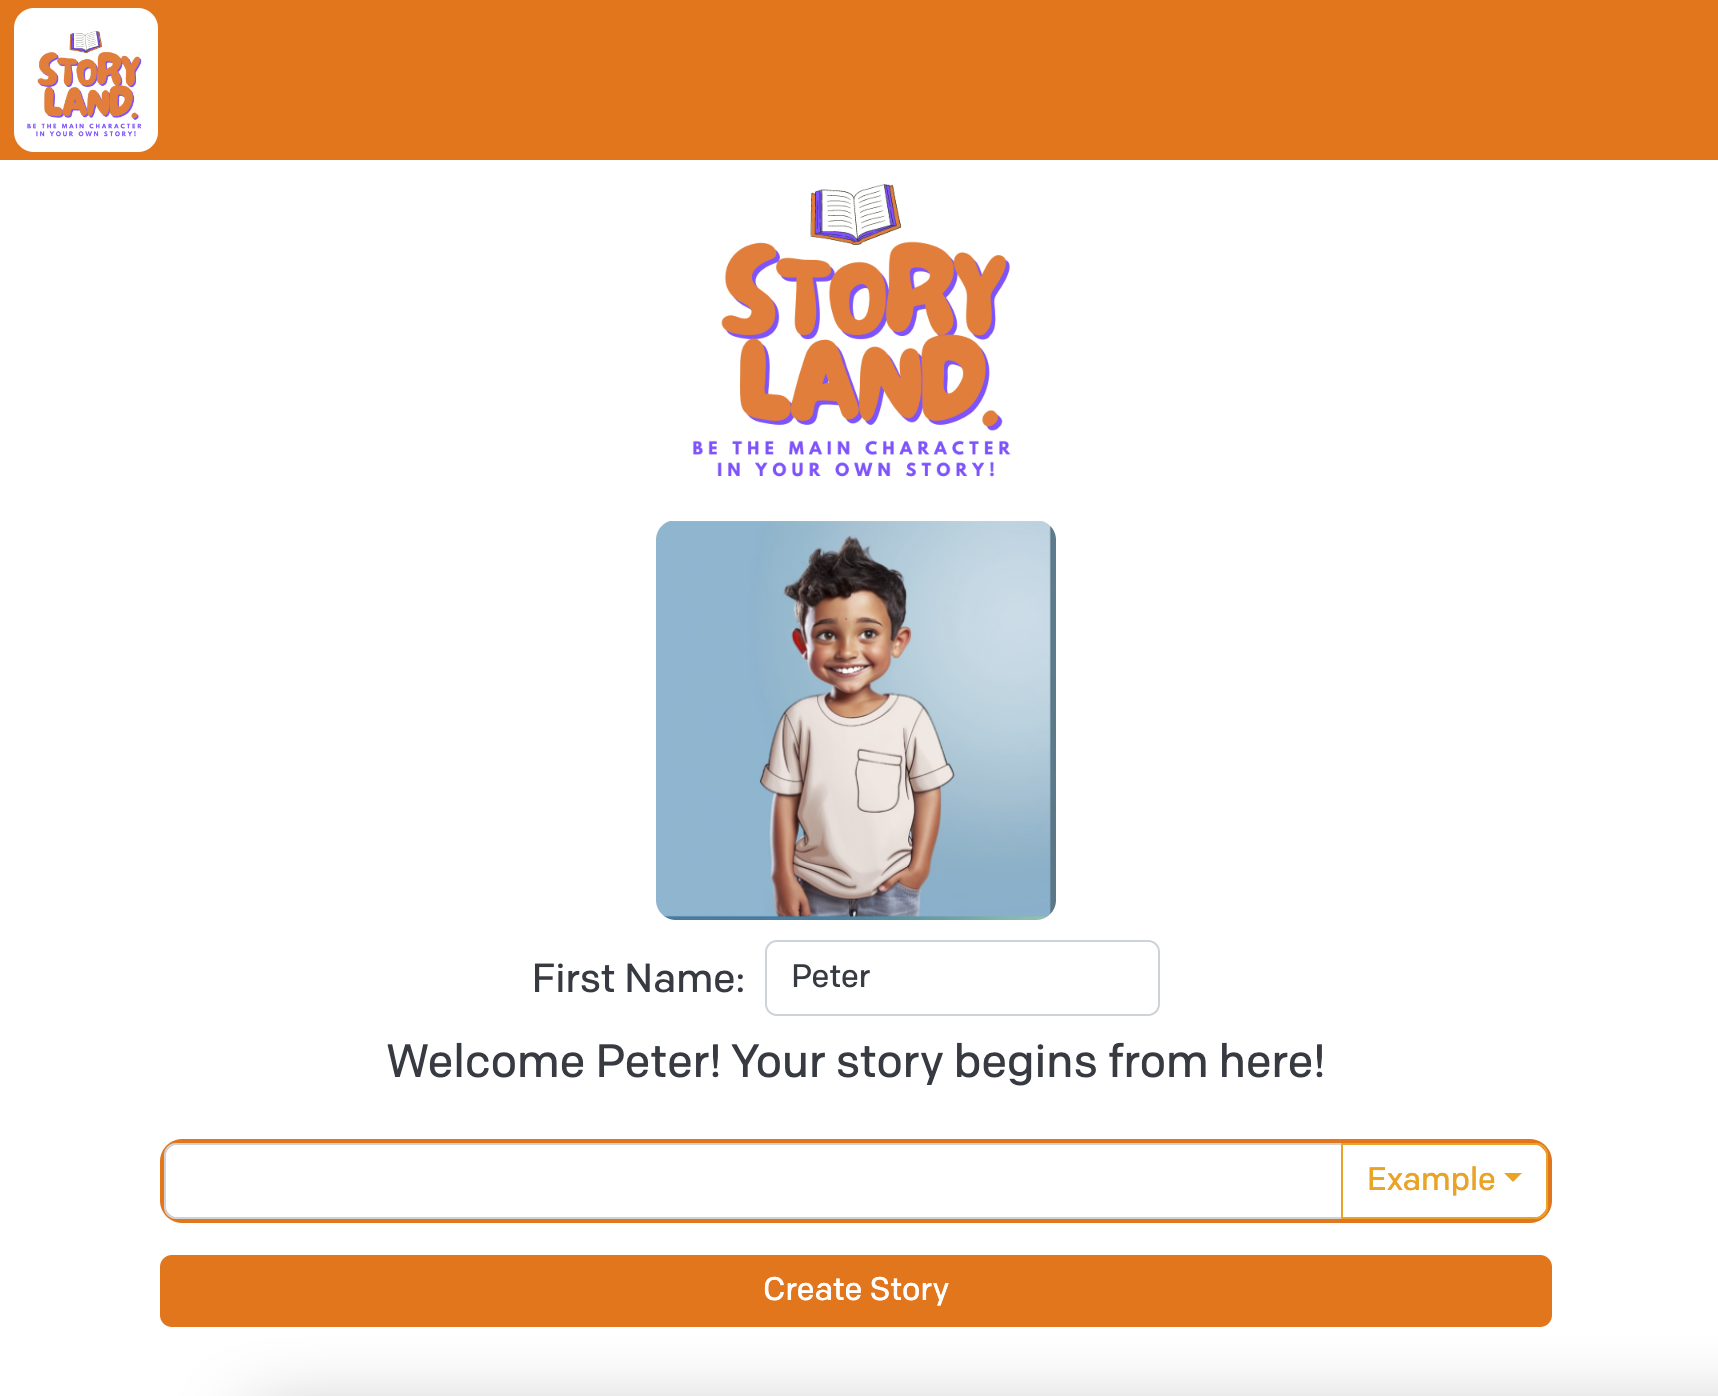 STORY
LAND.
BE THE MAIN CHARACTER
IN YOUR OWN STORY!
STORY
LAND.
BE THE MAIN CHARACTER
IN YOUR OWN STORY!
First Name: Peter
Welcome Peter! Your story begins from here!
Example
Create Story